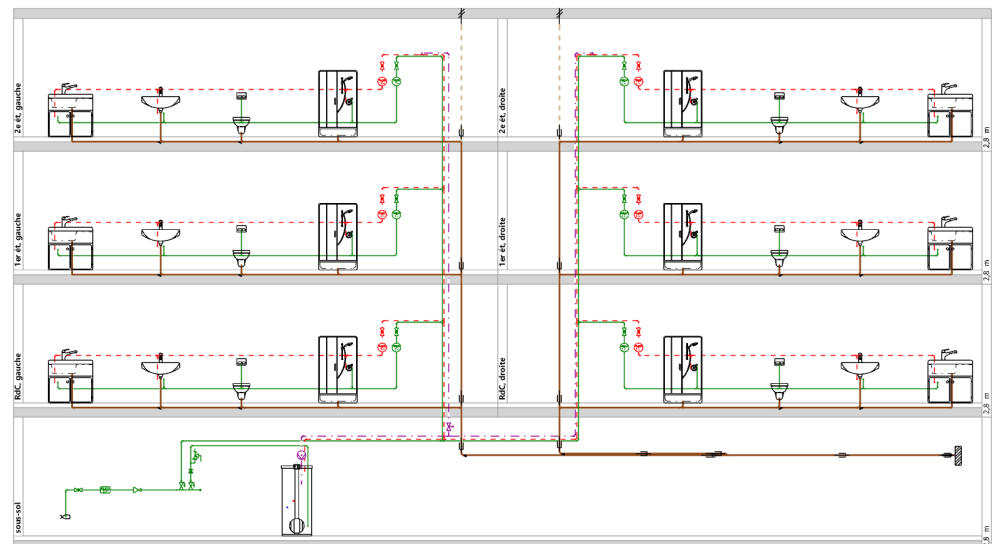 2e ét, gauche
2e ét, droite
2,8 m
1er ét, gauche
1er ét, droite
2,8 m
RdC, gauche
RdC, droite
2,8 m
sous-sol
,8 m